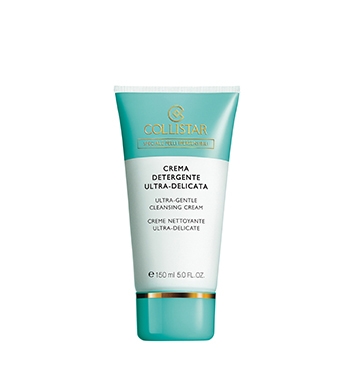 COLLISTAR
CREMA
DETERGENTE
ULTRA-DELICATA
ULTRA-GENTLE
CLEANSING CREAM
CREME NETTOYANTE
ULTRA-DELICATE
℮ 150 ml 5.0 FL.OZ.